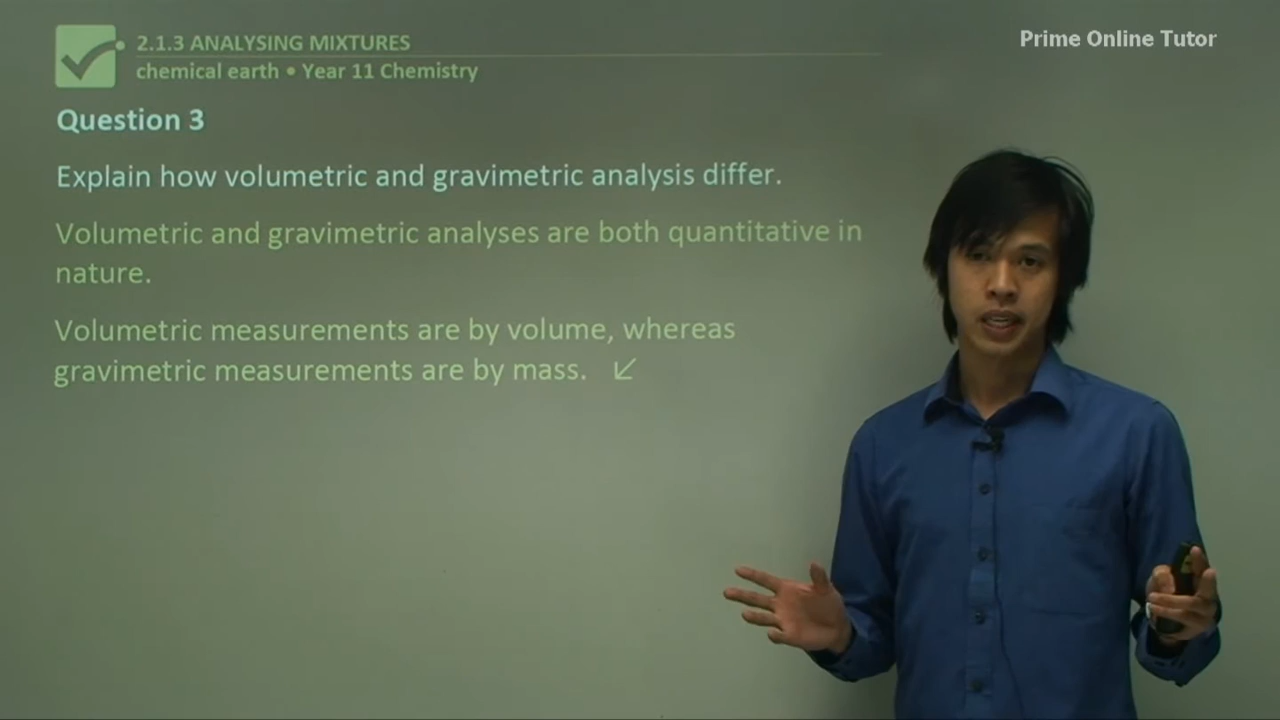 2.1.3 ANALYSING MIXTURES
chemical earth • Year 11 Chemistry
Prime Online Tutor
Question 3
Explain how volumetric and gravimetric analysis differ.
Volumetric and gravimetric analyses are both quantitative in
nature.
Volumetric measurements are by volume, whereas
gravimetric measurements are by mass. ↙